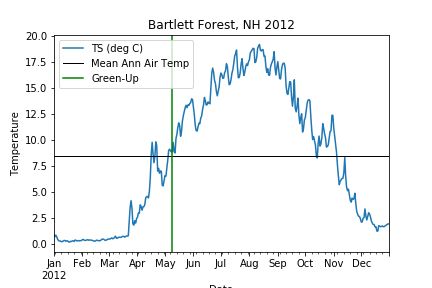 Bartlett Forest, NH 2012
TS (deg C)
Mean Ann Air Temp
Green-Up
Temperature
20.0
17.5
15.0
12.5
10.0
7.5
5.0
2.5
0.0
Jan Feb Mar Apr May Jun Jul Aug Sep Oct Nov Dec
2012